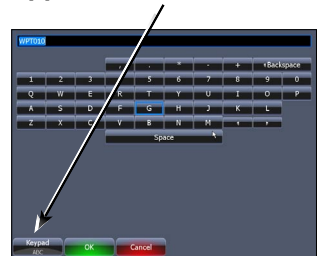 WPT010
, . " - + Backspace
1 2 3 5 6 7 8 9 0
Q W E R T Y U I O P
A S D F G H J K L
Z X C V B N M
Space
Keypad OK Cancel
ABC